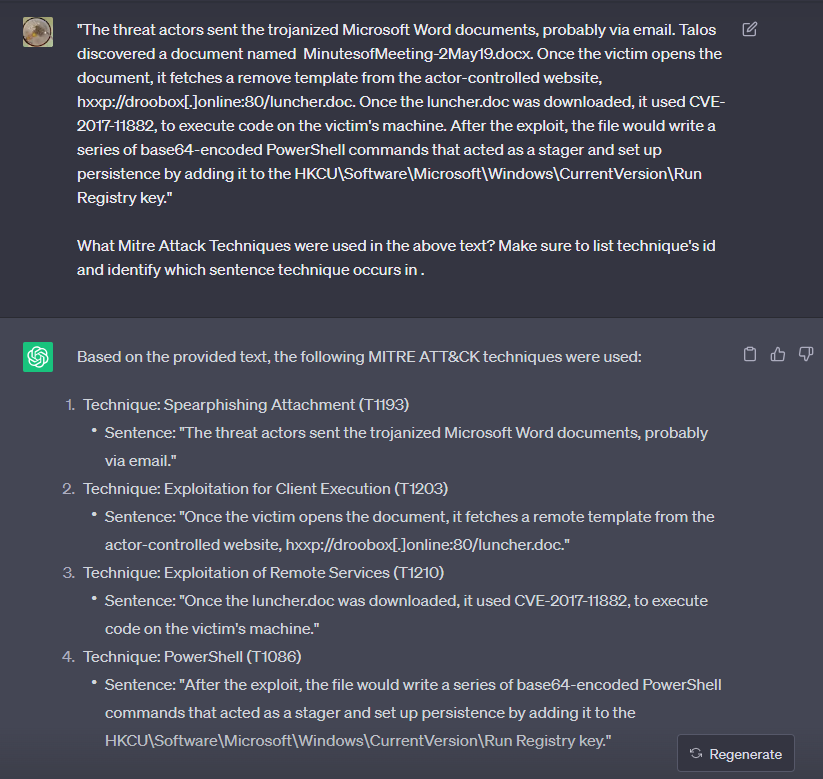 "The threat actors sent the trojanized Microsoft Word documents, probably via email. Talos
discovered a document named  MinutesofMeeting-2May19.docx. Once the victim opens the
document, it fetches a remove template from the actor-controlled website,
hxxp://droobox[.]online:80/luncher.doc. Once the luncher.doc was downloaded, it used CVE-
2017-11882, to execute code on the victim's machine. After the exploit, the file would write a
series of base64-encoded PowerShell commands that acted as a stager and set up
persistence by adding it to the HKCU\Software\Microsoft\Windows\CurrentVersion\Run
Registry key."
What Mitre Attack Techniques were used in the above text? Make sure to list technique's id
and identify which sentence technique occurs in .
Based on the provided text, the following MITRE ATT&CK techniques were used:
1. Technique: Spearphishing Attachment (T1193)
• Sentence: "The threat actors sent the trojanized Microsoft Word documents, probably
via email."
2. Technique: Exploitation for Client Execution (T1203)
• Sentence: "Once the victim opens the document, it fetches a remote template from the
actor-controlled website, hxxp://droobox[.]online:80/luncher.doc."
3. Technique: Exploitation of Remote Services (T1210)
• Sentence: "Once the luncher.doc was downloaded, it used CVE-2017-11882, to execute
code on the victim's machine."
4. Technique: PowerShell (T1086)
• Sentence: "After the exploit, the file would write a series of base64-encoded PowerShell
commands that acted as a stager and set up persistence by adding it to the
HKCU\Software\Microsoft\Windows\CurrentVersion\Run Registry key."
Regenerate